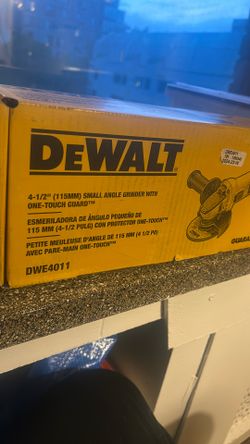 DEWALT
4-1/2" (115MM) SMALL ANGLE GRINDER WITH
ONE-TOUCH GUARD™
ESMERILADORA DE ÁNGULO PEQUEÑO DE
115 MM (4-1/2 PULG) CON PROTECTOR ONE-TOUCH™
PETITE MEULEUSE D'ANGLE DE 115 MM (4 1/2 PO)
AVEC PARE-MAIN ONE-TOUCH™
DWE4011